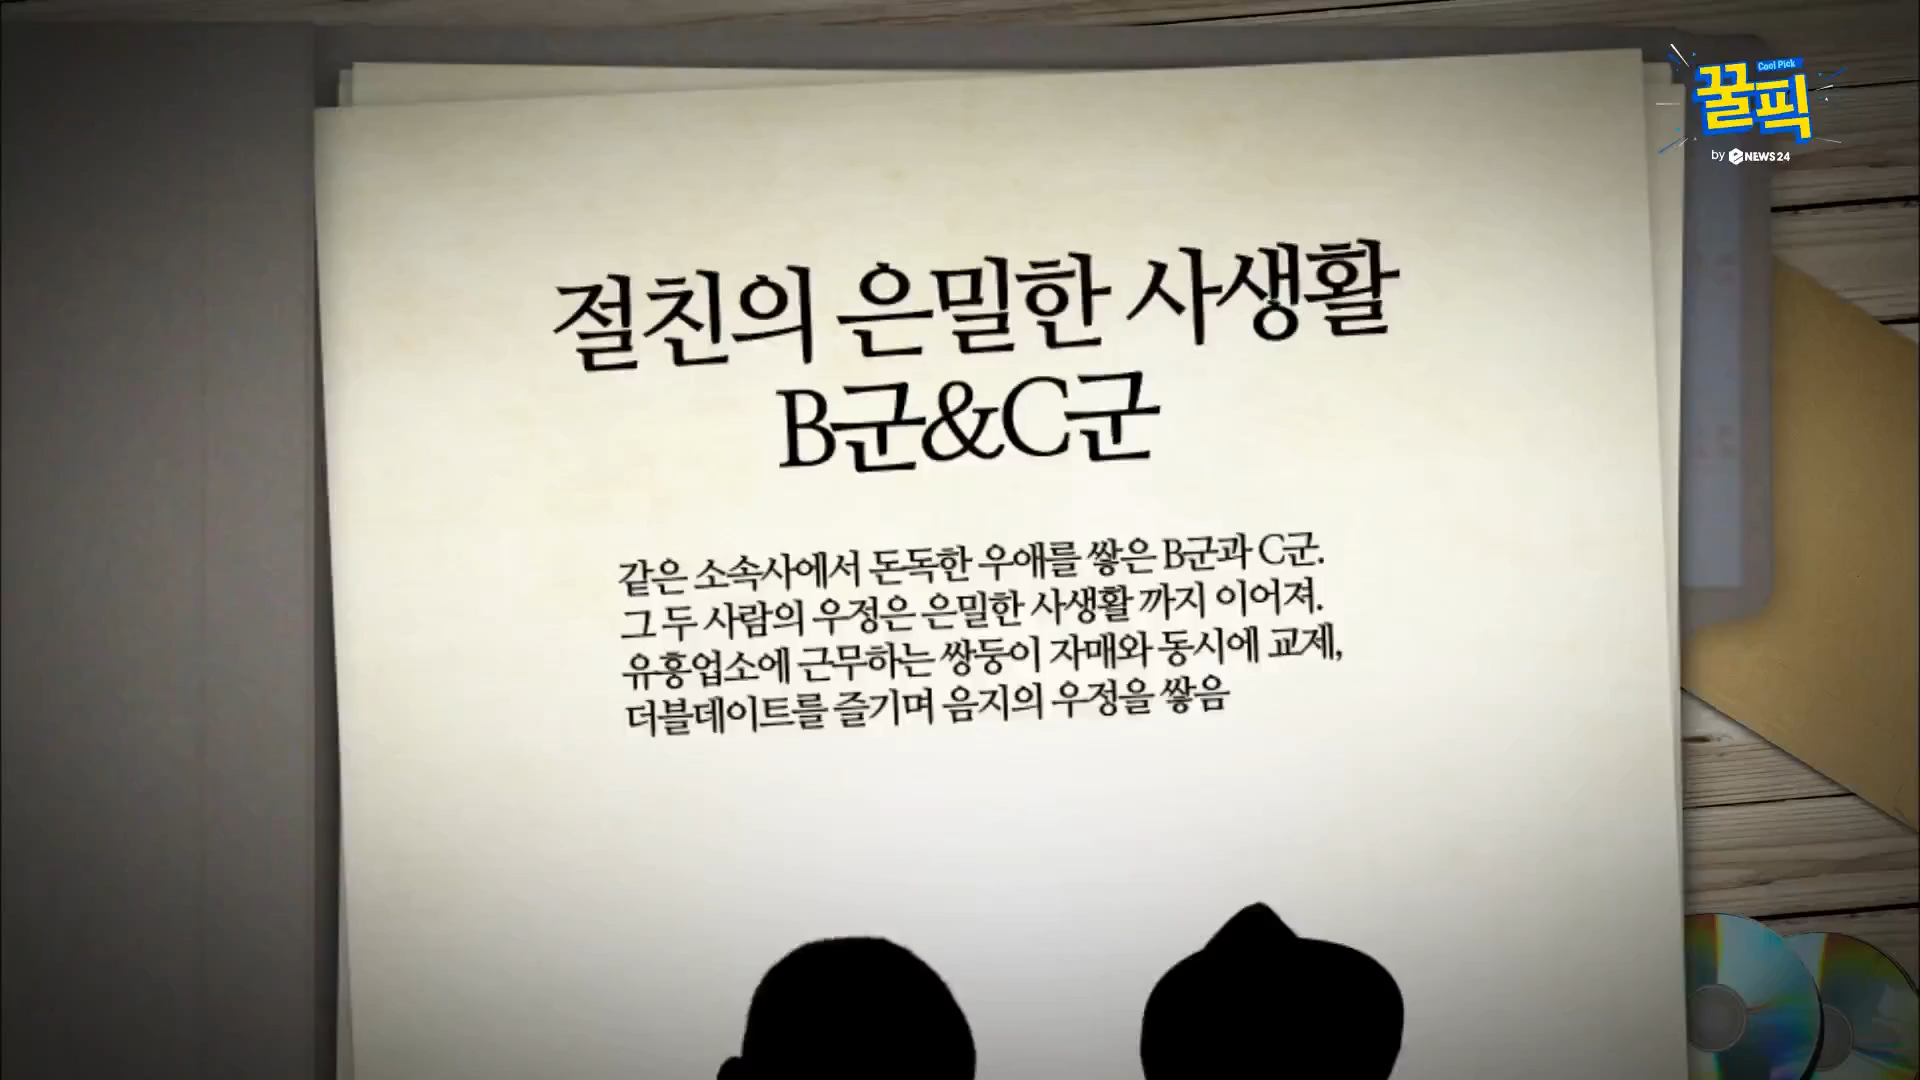 Cool Pick
꿀픽
by eNEWS24
절친의 은밀한 사생활
B군&C군
같은 소속사에서 돈독한 우애를 쌓은 B군과 C군.
그 두 사람의 우정은 은밀한 사생활 까지 이어져.
유흥업소에 근무하는 쌍둥이 자매와 동시에 교제,
더블데이트를 즐기며 음지의 우정을 쌓음